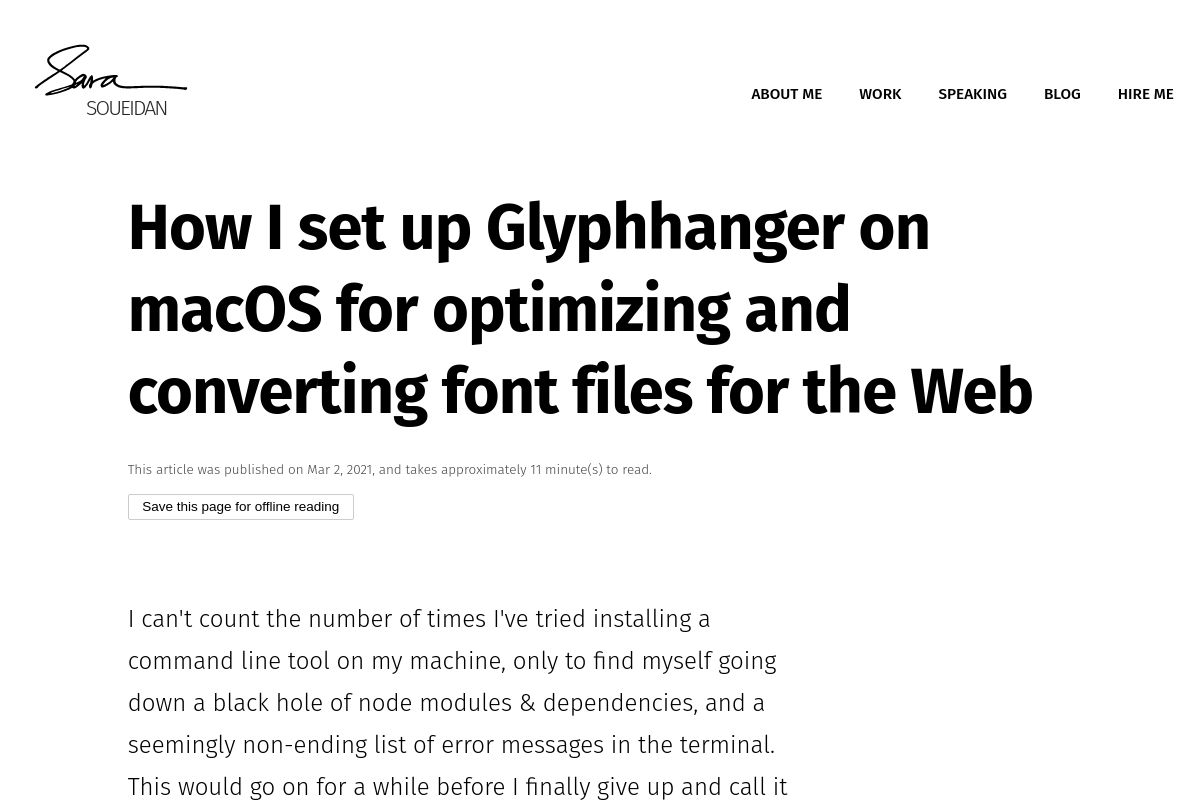 Sara
SOUEIDAN
ABOUT ME WORK SPEAKING BLOG HIRE ME
How I set up Glyphhanger on
macOS for optimizing and
converting font files for the Web
This article was published on Mar 2, 2021, and takes approximately 11 minute(s) to read.
Save this page for offline reading
I can't count the number of times I've tried installing a
command line tool on my machine, only to find myself going
down a black hole of node modules & dependencies, and a
seemingly non-ending list of error messages in the terminal.
This would go on for a while before I finally give up and call it